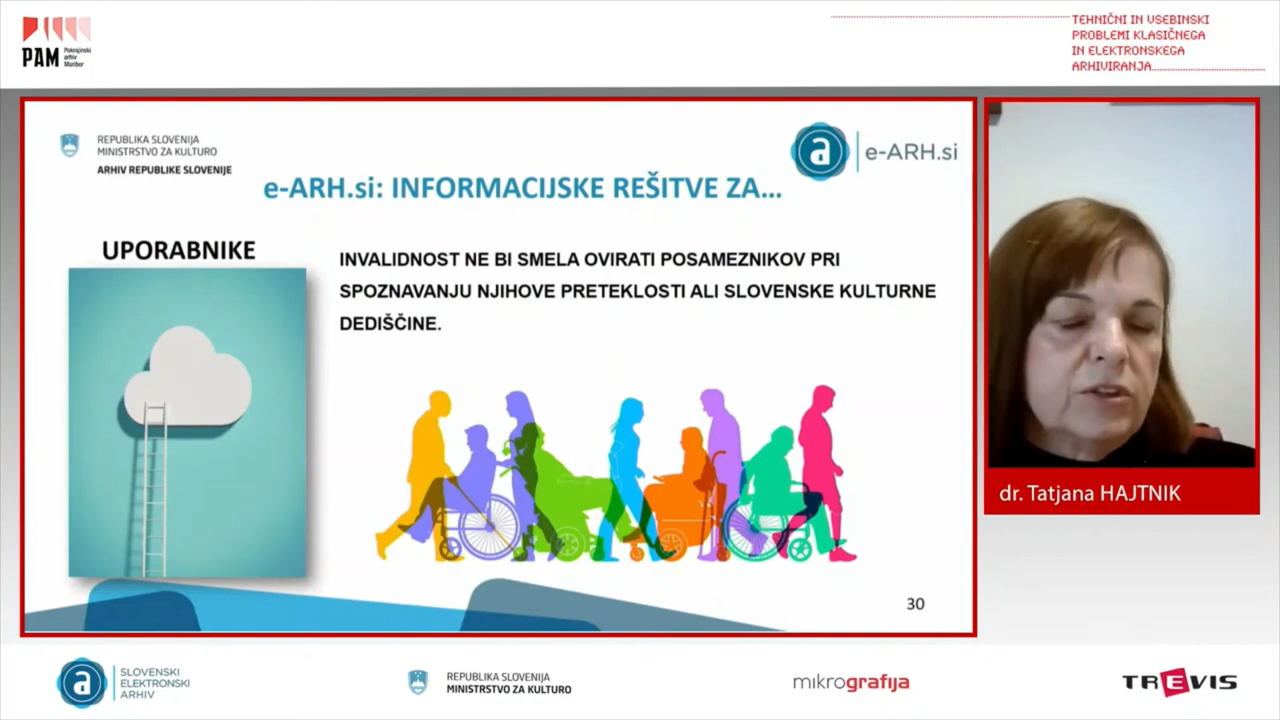 PAM
Pokrajinski
arhiv
Maribor
TEHNIČNI IN VSEBINSKI
PROBLEMI KLASIČNEGA
IN ELEKTRONSKEGA
ARHIVIRANJA
REPUBLIKA SLOVENIJA
MINISTRSTVO ZA KULTURO
ARHIV REPUBLIKE SLOVENIJE
a e-ARH.si
e-ARH.si: INFORMACIJSKE REŠITVE ZA...
UPORABNIKE
INVALIDNOST NE BI SMELA OVIRATI POSAMEZNIKOV PRI
SPOZNAVANJU NJIHOVE PRETEKLOSTI ALI SLOVENSKE KULTURNE
DEDIŠČINE.
30
dr. Tatjana HAJTNIK
a SLOVENSKI
ELEKTRONSKI
ARHIV
REPUBLIKA SLOVENIJA
MINISTRSTVO ZA KULTURO
mikrografija
TREVIS